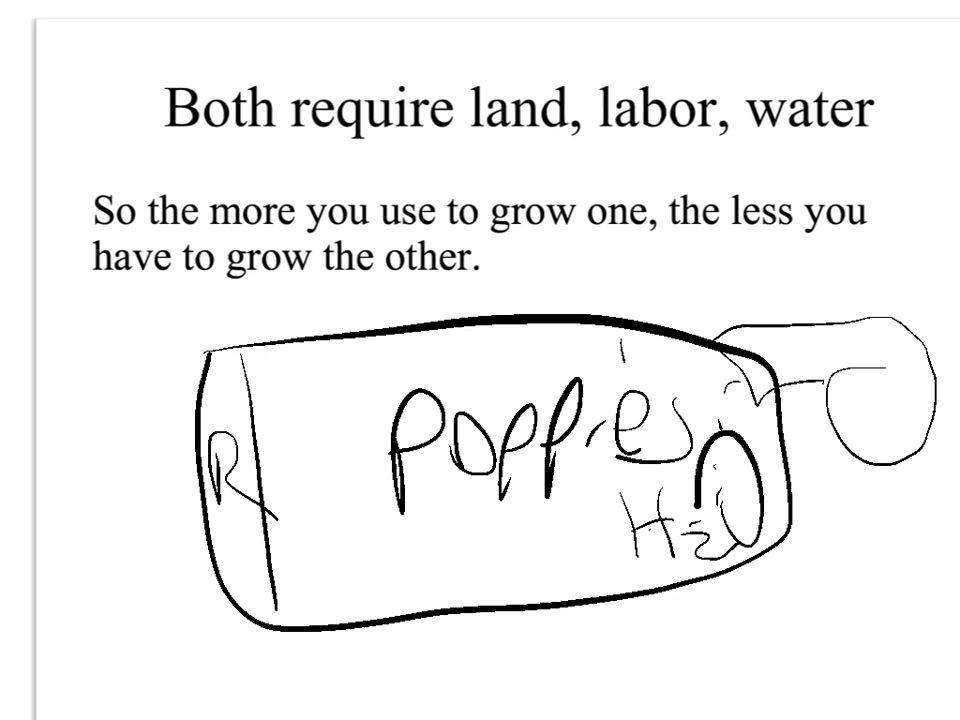 Both require land, labor, water
So the more you use to grow one, the less you
have to grow the other.
Poppies
R
H2O